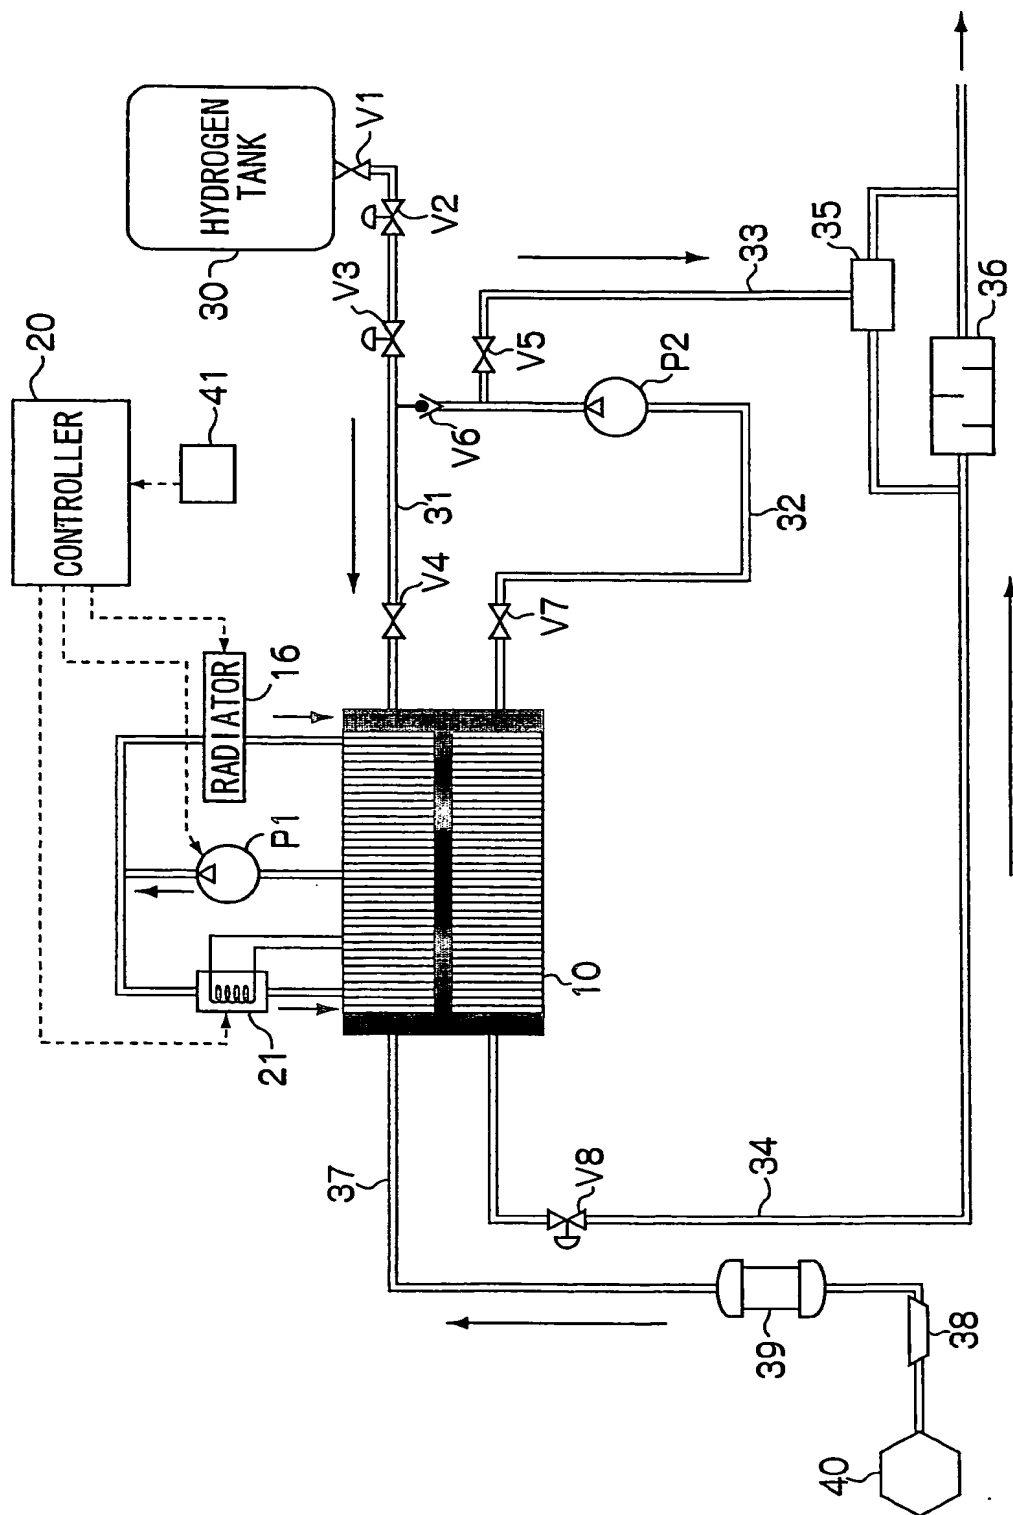 20
CONTROLLER
41
HYDROGEN
TANK
30
V1
V2
V3
V4
31
V6
V5
P2
33
35
36
32
V7
RADIATOR
16
P1
21
10
37
V8
34
39
38
40